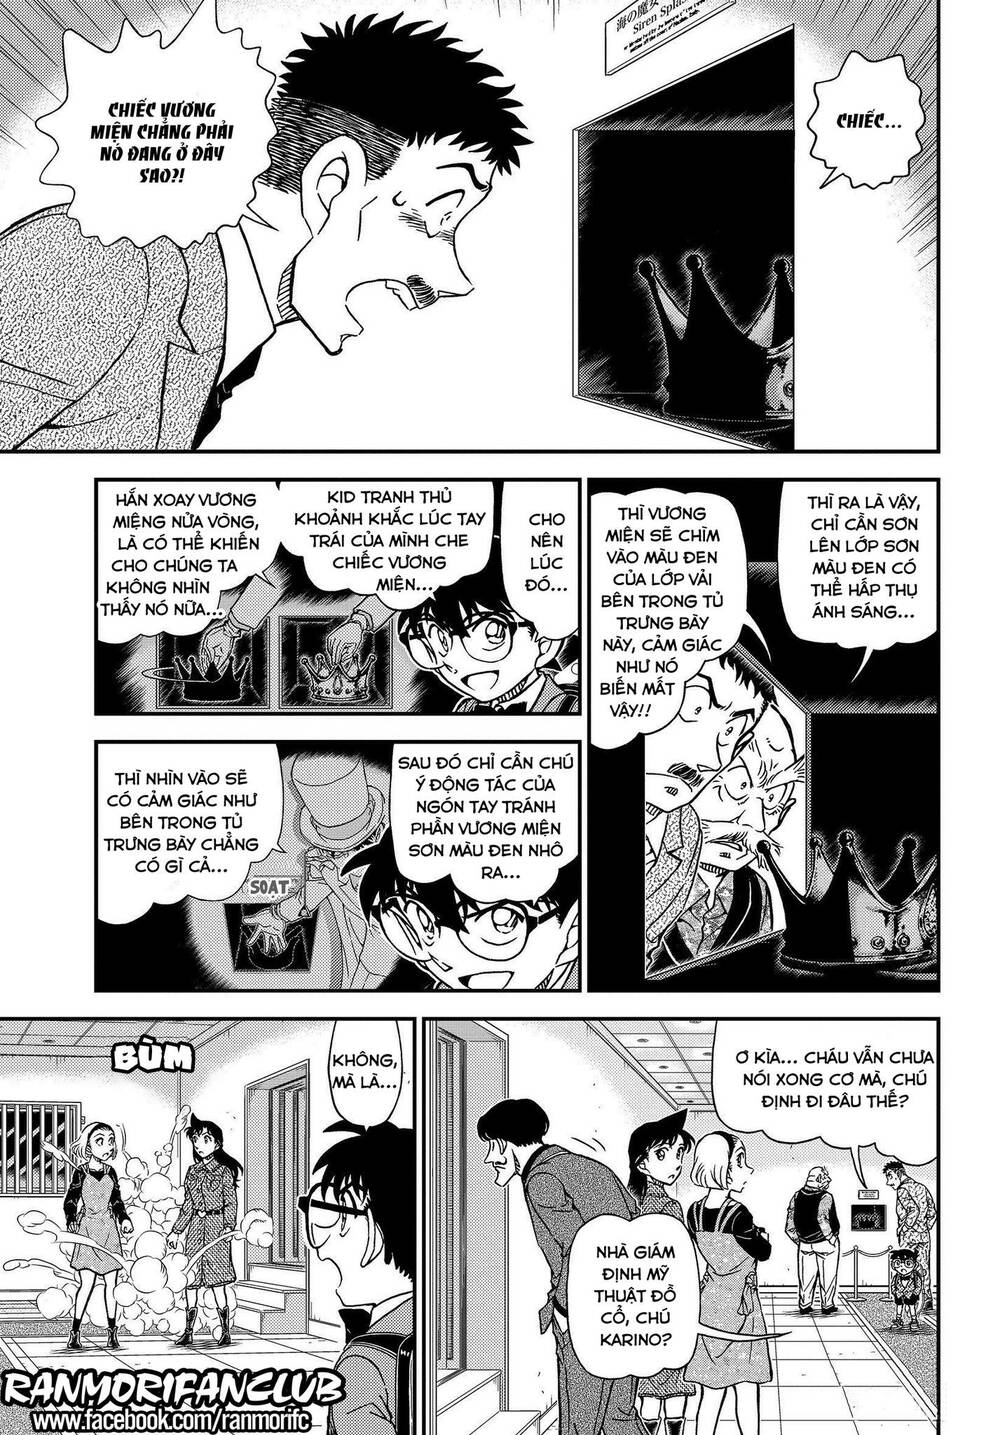 CHIẾC...
海の魔女
Siren Splas
CHIẾC VƯƠNG
MIỆN CHẲNG PHẢI
NÓ ĐANG Ở ĐÂY
SAO?!
THÌ RA LÀ VẬY,
CHỈ CẦN SƠN
LÊN LỚP SƠN
MÀU ĐEN CÓ
THỂ HẤP THỤ
ÁNH SÁNG...
THÌ VƯƠNG
MIỆN SẼ CHÌM
VÀO MÀU ĐEN
CỦA LỚP VẢI
BÊN TRONG TỦ
TRƯNG BÀY
NÀY, CẢM GIÁC
NHƯ NÓ
BIẾN MẤT
VẬY!!
CHO
NÊN
LÚC
ĐÓ...
KID TRANH THỦ
KHOẢNH KHẮC LÚC TAY
TRÁI CỦA MÌNH CHE
CHIẾC VƯƠNG
MIỆN...
HẮN XOAY VƯƠNG
MIỆNG NỬA VÒNG,
LÀ CÓ THỂ KHIẾN
CHO CHÚNG TA
KHÔNG NHÌN
THẤY NÓ NỮA...
SAU ĐÓ CHỈ CẦN CHÚ
Ý ĐỘNG TÁC CỦA
NGÓN TAY TRÁNH
PHẦN VƯƠNG MIỆN
SƠN MÀU ĐEN NHÔ
RA...
THÌ NHÌN VÀO SẼ
CÓ CẢM GIÁC NHƯ
BÊN TRONG TỦ
TRƯNG BÀY CHẲNG
CÓ GÌ CẢ...
SOẠT
Ơ KÌA... CHÁU VẪN CHƯA
NÓI XONG CƠ MÀ, CHÚ
ĐỊNH ĐI ĐÂU THẾ?
NHÀ GIÁM
ĐỊNH MỸ
THUẬT ĐỒ
CỔ, CHÚ
KARINO?
KHÔNG,
MÀ LÀ...
BÙM
RANMORIFANCLUB
www.facebook.com/ranmorifc